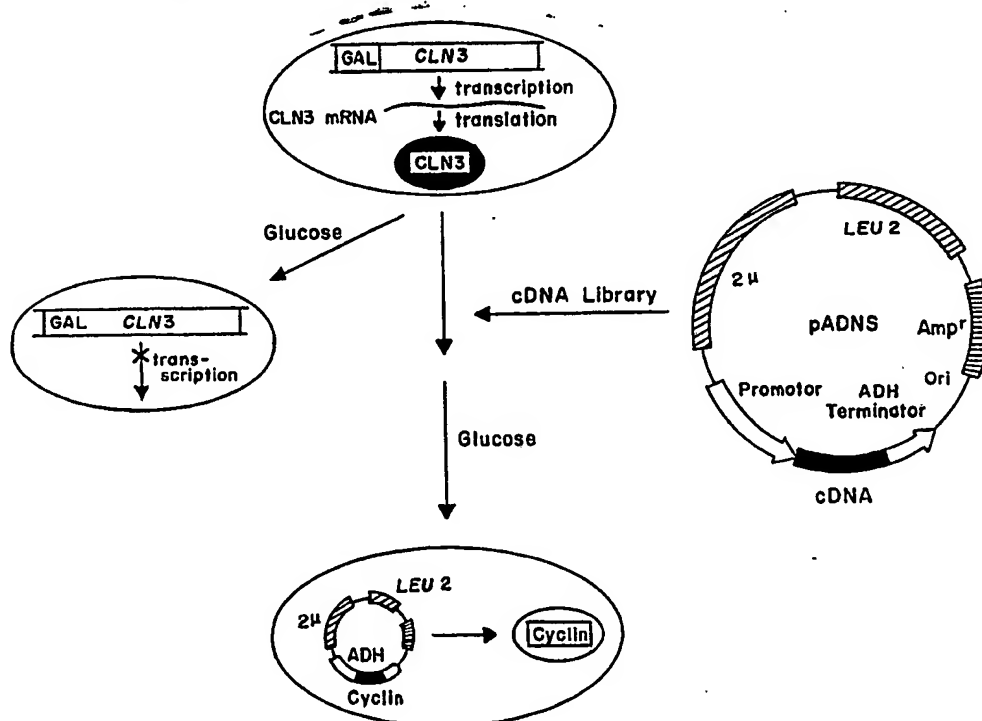 GAL CLN3
transcription
CLN3 mRNA
translation
CLN3
Glucose
GAL CLN3
trans-
scription
cDNA Library
LEU 2
2μ
pADNS
Ampr
Ori
Promotor
ADH
Terminator
cDNA
Glucose
LEU 2
2μ
ADH
Cyclin
Cyclin